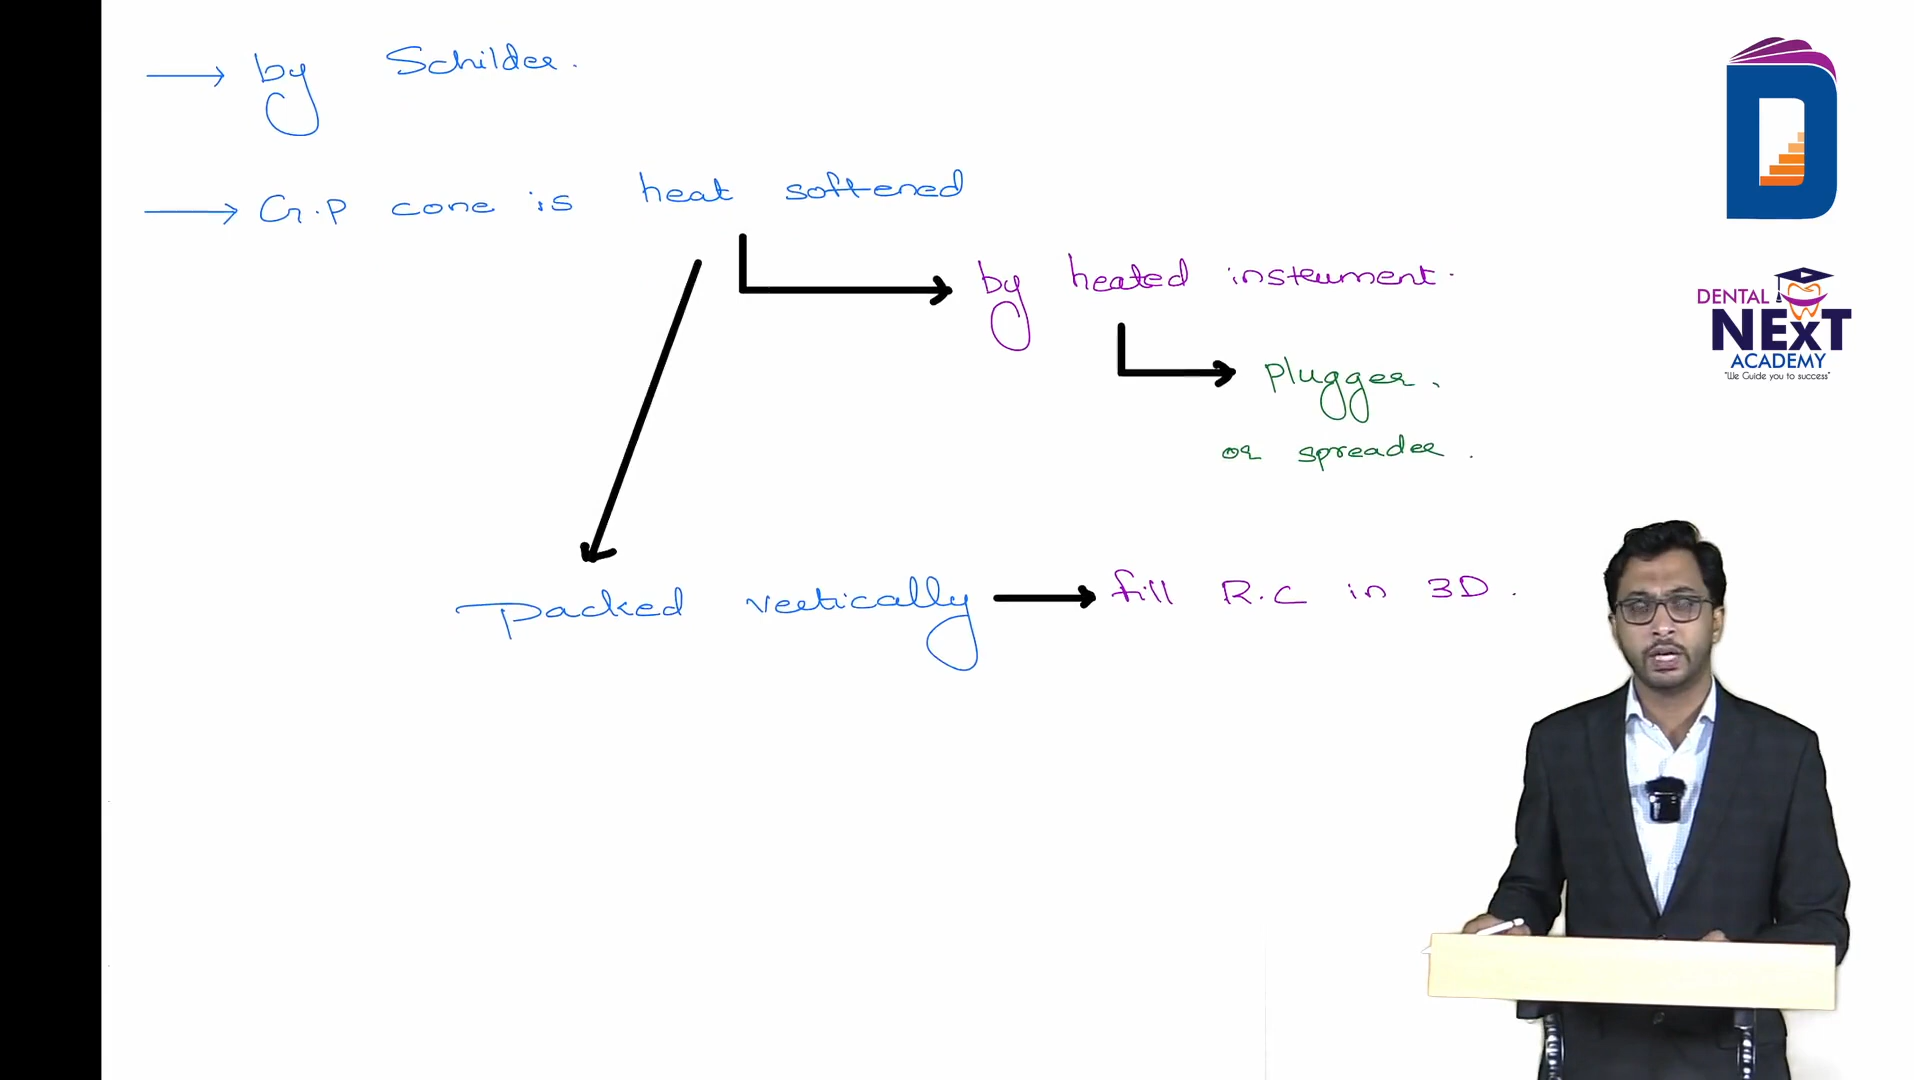 → by Schilder.
→ G.P cone is heat softened
by heated instrument.
plugger.
or spreader.
packed vertically → fill R.C in 3D.
DENTAL
NExT
ACADEMY
"We Guide you to success"